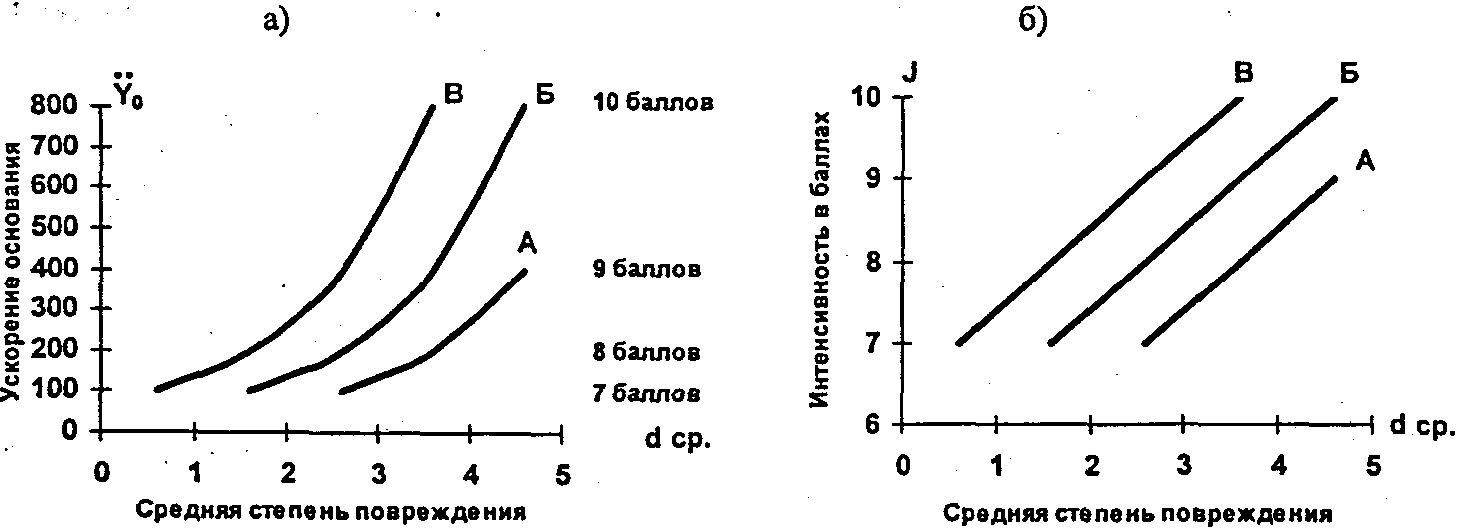 а)
Ÿ₀
Ускорение основания
800
700
600
500
400
300
200
100
0
В
Б
А
10 баллов
9 баллов
8 баллов
7 баллов
d ср.
0 1 2 3 4 5
Средняя степень повреждения
б)
J
Интенсивность в баллах
10
9
8
7
6
В
Б
А
d ср.
0 1 2 3 4 5
Средняя степень повреждения